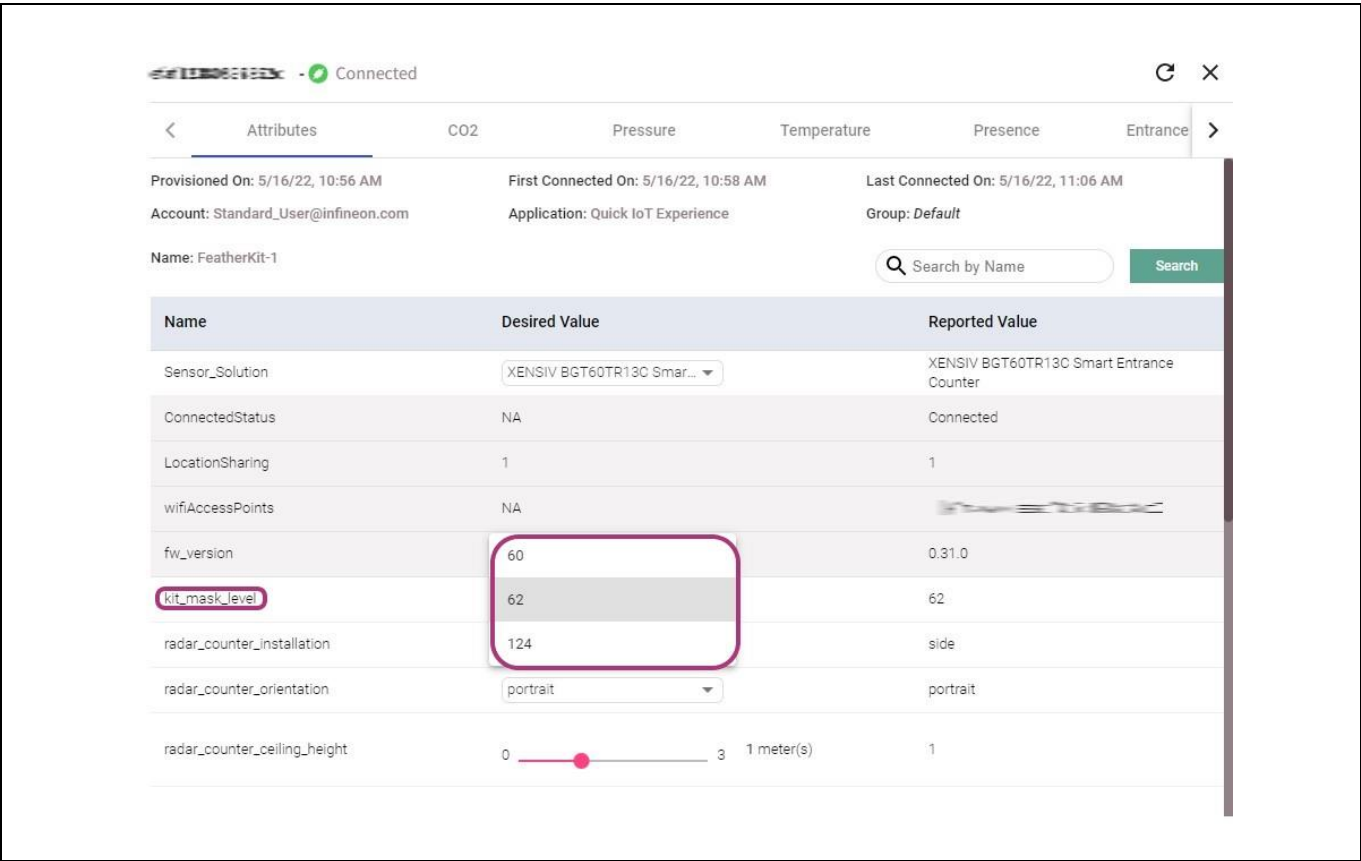 - Connected
Attributes CO2 Pressure Temperature Presence Entrance
Provisioned On: 5/16/22, 10:56 AM First Connected On: 5/16/22, 10:58 AM Last Connected On: 5/16/22, 11:06 AM
Account: Standard_User@infineon.com Application: Quick IoT Experience Group: Default
Name: FeatherKit-1 Search by Name Search
Name Desired Value Reported Value
Sensor_Solution XENSIV BGT60TR13C Smar... XENSIV BGT60TR13C Smart Entrance
Counter
ConnectedStatus NA Connected
LocationSharing 1 1
wifiAccessPoints NA
fw_version 60 0.31.0
kit_mask_level 62 62
radar_counter_installation 124 side
radar_counter_orientation portrait portrait
radar_counter_ceiling_height 0 3 1 meter(s) 1